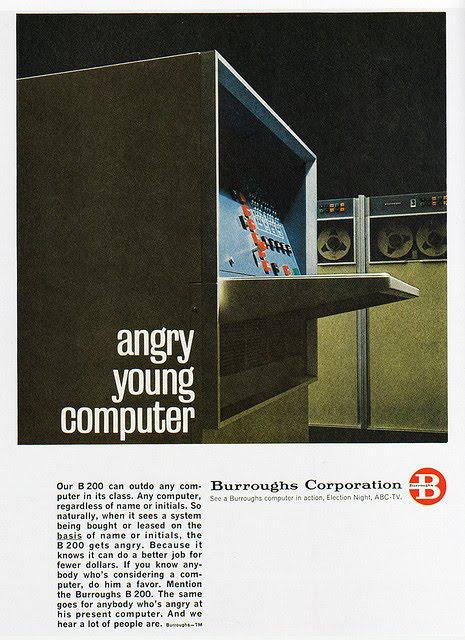 angry
young
computer
Our B 200 can outdo any com-
puter in its class. Any computer,
regardless of name or initials. So
naturally, when it sees a system
being bought or leased on the
basis of name or initials, the
B 200 gets angry. Because it
knows it can do a better job for
fewer dollars. If you know any-
body who's considering a com-
puter, do him a favor. Mention
the Burroughs B 200. The same
goes for anybody who's angry at
his present computer. And we
hear a lot of people are. Burroughs—TM
Burroughs Corporation
See a Burroughs computer in action, Election Night, ABC-TV.
B
Burroughs